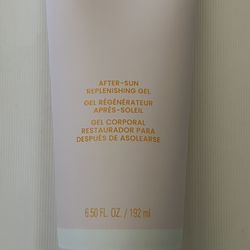 AFTER-SUN
REPLENISHING GEL
GEL RÉGÉNÉRATEUR
APRÈS-SOLEIL
GEL CORPORAL
RESTAURADOR PARA
DESPUÉS DE ASOLEARSE
6.50 FL. OZ. / 192 ml